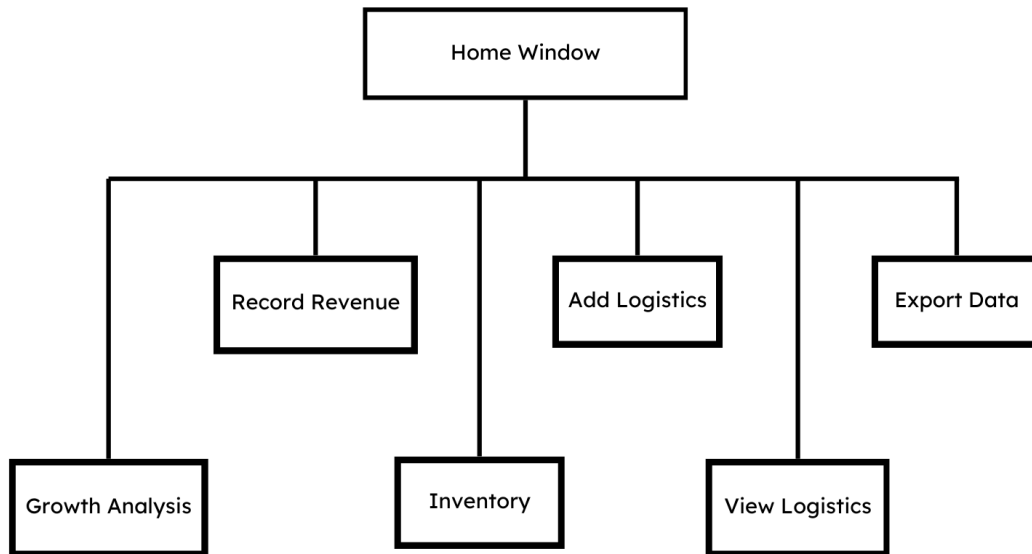 Home Window
Record Revenue
Add Logistics
Export Data
Growth Analysis
Inventory
View Logistics